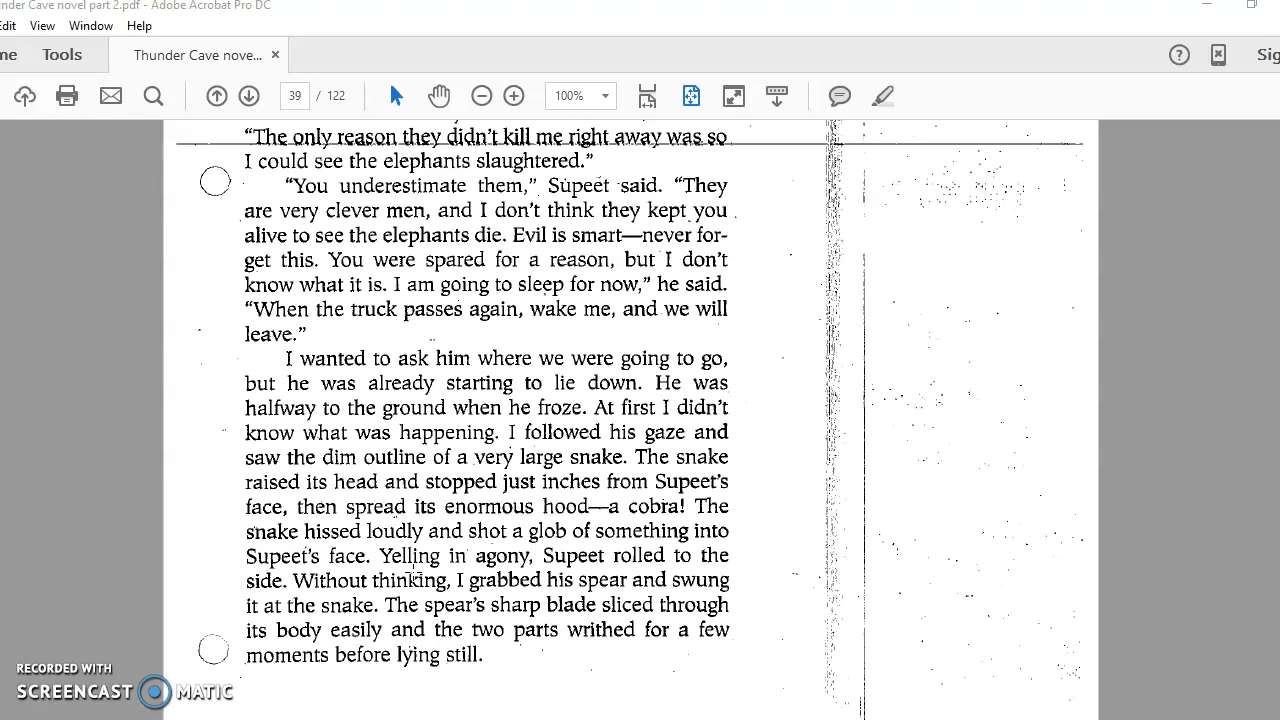 under Cave novel part 2.pdf - Adobe Acrobat Pro DC
Edit View Window Help
me Tools Thunder Cave nove... × Sig
39 / 122 100%
“The only reason they didn’t kill me right away was so
I could see the elephants slaughtered.”
“You underestimate them,” Supeet said. “They
are very clever men, and I don’t think they kept you
alive to see the elephants die. Evil is smart—never for-
get this. You were spared for a reason, but I don’t
know what it is. I am going to sleep for now,” he said.
“When the truck passes again, wake me, and we will
leave.”
I wanted to ask him where we were going to go,
but he was already starting to lie down. He was
halfway to the ground when he froze. At first I didn’t
know what was happening. I followed his gaze and
saw the dim outline of a very large snake. The snake
raised its head and stopped just inches from Supeet’s
face, then spread its enormous hood—a cobra! The
snake hissed loudly and shot a glob of something into
Supeet’s face. Yelling in agony, Supeet rolled to the
side. Without thinking, I grabbed his spear and swung
it at the snake. The spear’s sharp blade sliced through
its body easily and the two parts writhed for a few
moments before lying still.
RECORDED WITH
SCREENCAST MATIC